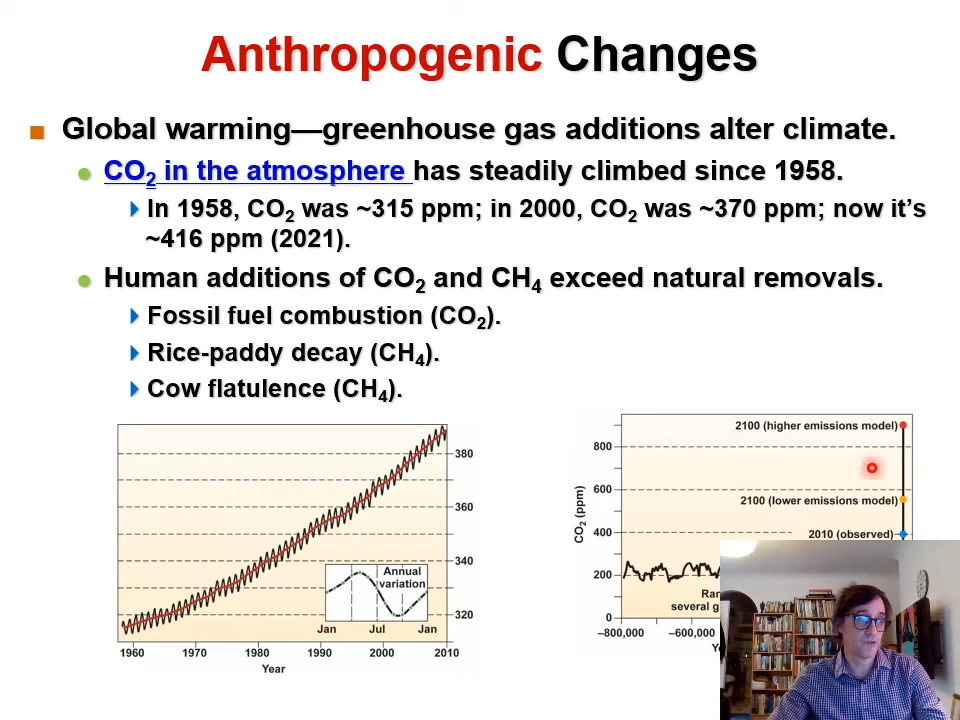 Anthropogenic Changes
Global warming—greenhouse gas additions alter climate.
CO₂ in the atmosphere has steadily climbed since 1958.
In 1958, CO₂ was ~315 ppm; in 2000, CO₂ was ~370 ppm; now it’s
~416 ppm (2021).
Human additions of CO₂ and CH₄ exceed natural removals.
Fossil fuel combustion (CO₂).
Rice-paddy decay (CH₄).
Cow flatulence (CH₄).
380
360
340
320
Annual
variation
Jan Jul Jan
1960 1970 1980 1990 2000 2010
Year
2100 (higher emissions model)
800
600
2100 (lower emissions model)
CO₂ (ppm)
400
2010 (observed)
200
0
–800,000 –600,000